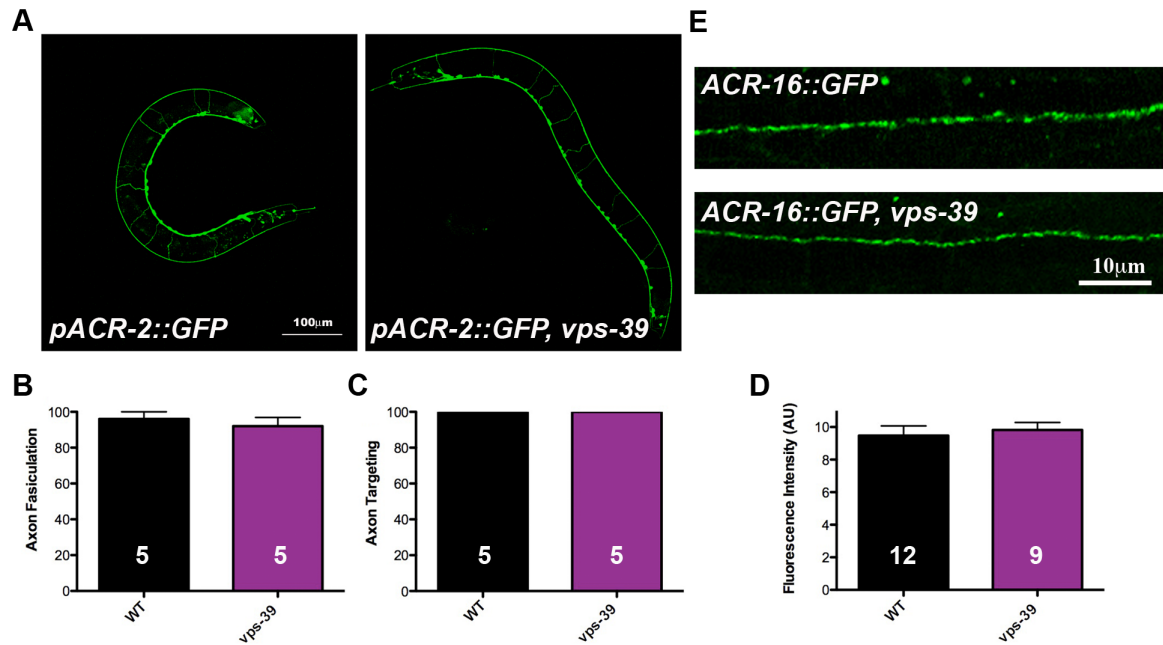 A
pACR-2::GFP
100μm
pACR-2::GFP, vps-39
E
ACR-16::GFP
ACR-16::GFP, vps-39
10μm
B
Axon Fasiculation
100
80
60
40
20
0
5
5
WT
vps-39
C
Axon Targeting
100
80
60
40
20
0
5
5
WT
vps-39
D
Fluorescence Intensity (AU)
10
8
6
4
2
0
12
9
WT
vps-39